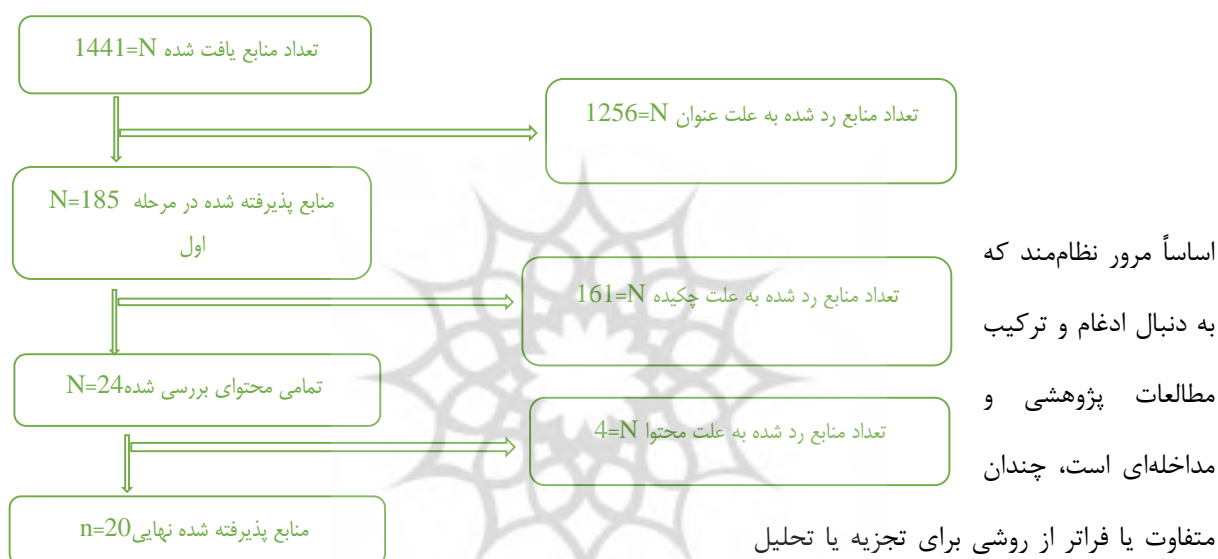 تعداد منابع یافت شده 1441=N
تعداد منابع رد شده به علت عنوان 1256=N
منابع پذیرفته شده در مرحله N=185
اول
تعداد منابع رد شده به علت چکیده 161=N
تمامی محتوای بررسی شده N=24
تعداد منابع رد شده به علت محتوا 4=N
منابع پذیرفته شده نهایی n=20
اساساً مرور نظام‌مند که
به دنبال ادغام و ترکیب
مطالعات پژوهشی و
مداخله‌ای است، چندان
متفاوت یا فراتر از روشی برای تجزیه یا تحلیل